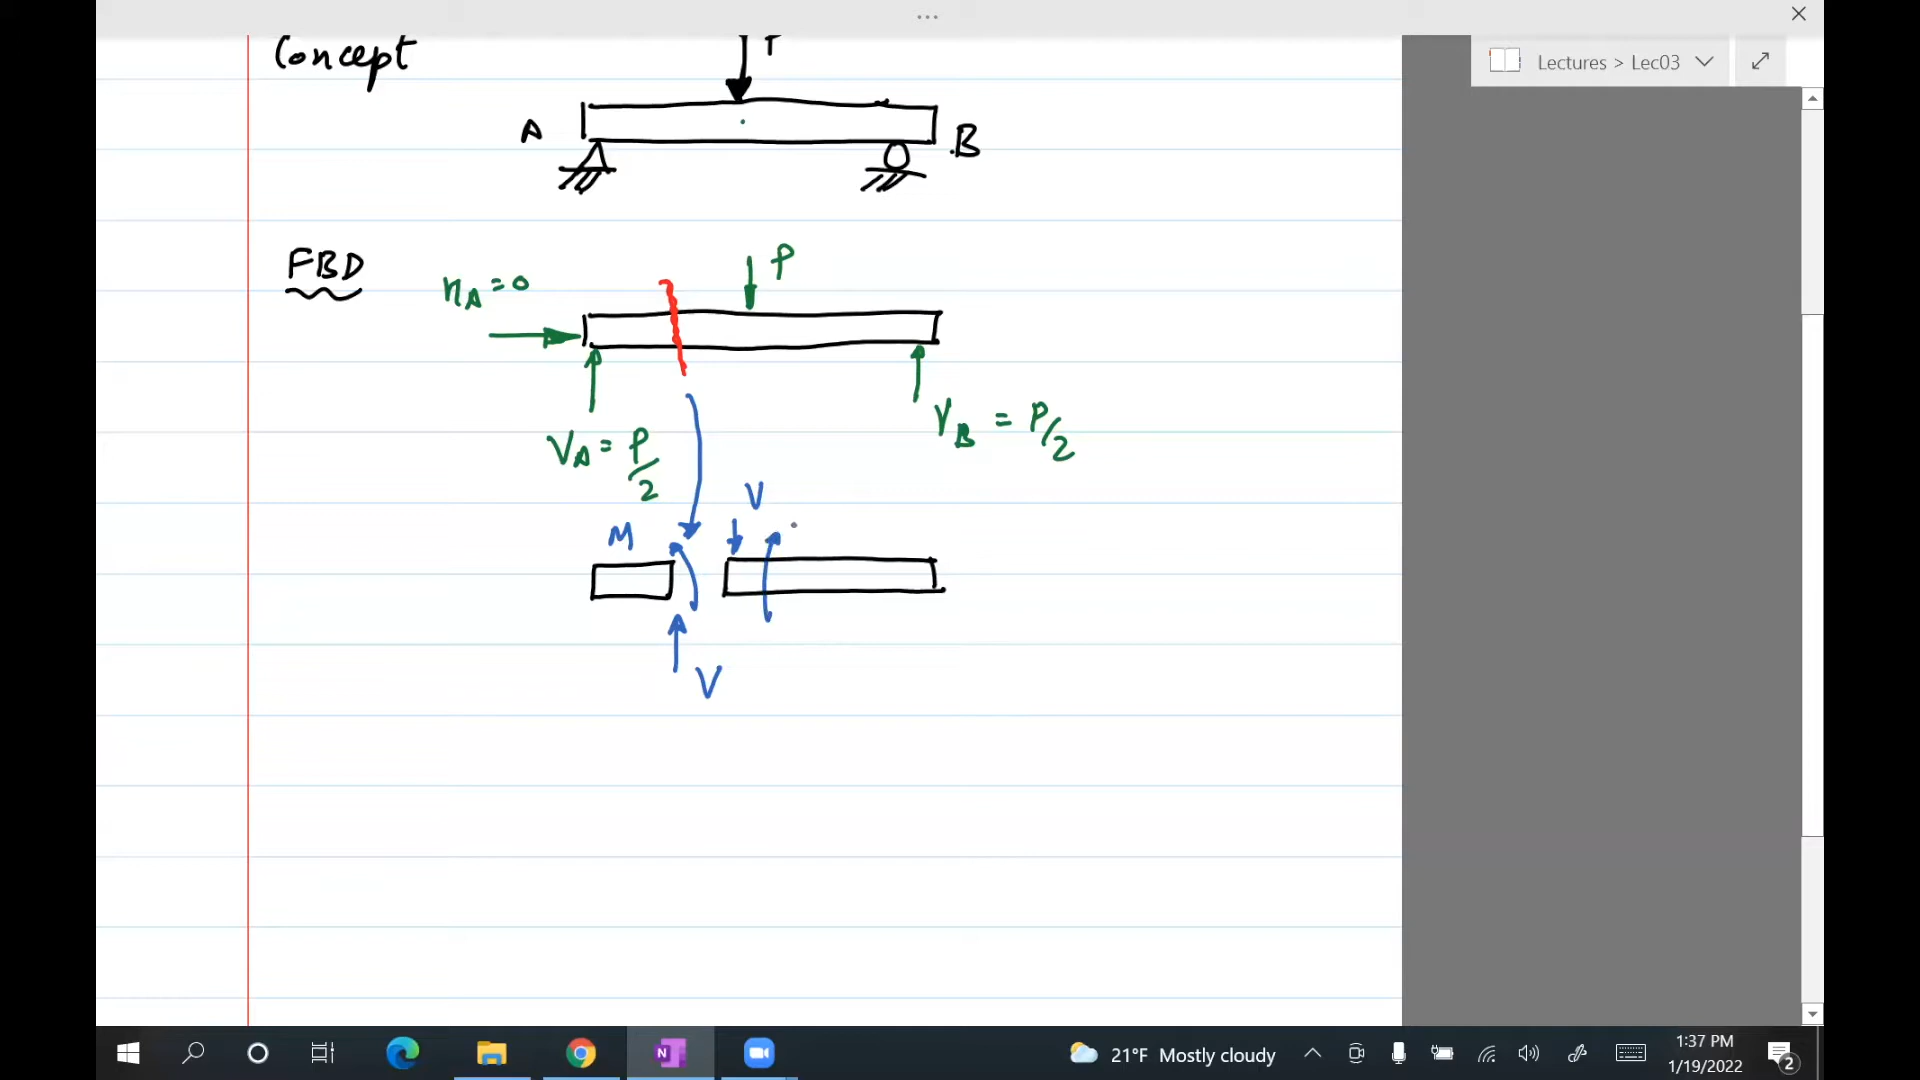 Concept
Lectures > Lec03
A
B
FBD
P
HA = 0
VB = P/2
VA = P/2
V
M
V
21°F Mostly cloudy
1:37 PM
1/19/2022
2